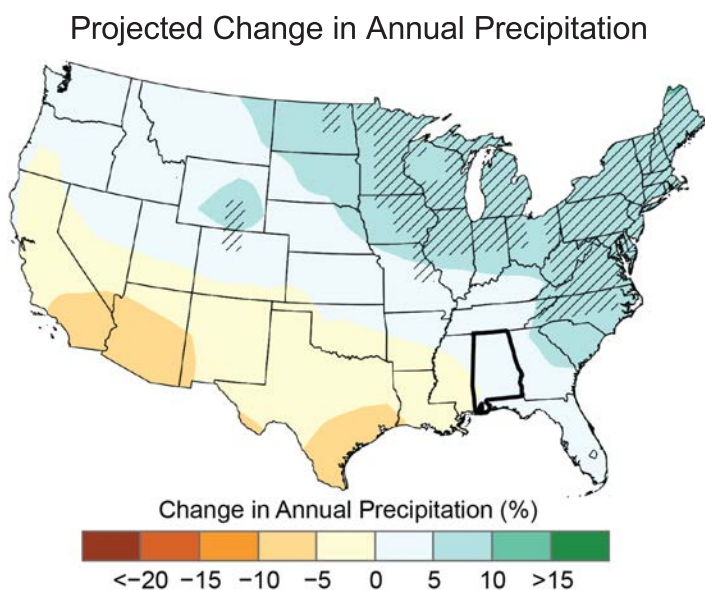 Projected Change in Annual Precipitation
Change in Annual Precipitation (%)
<−20 −15 −10 −5 0 5 10 >15